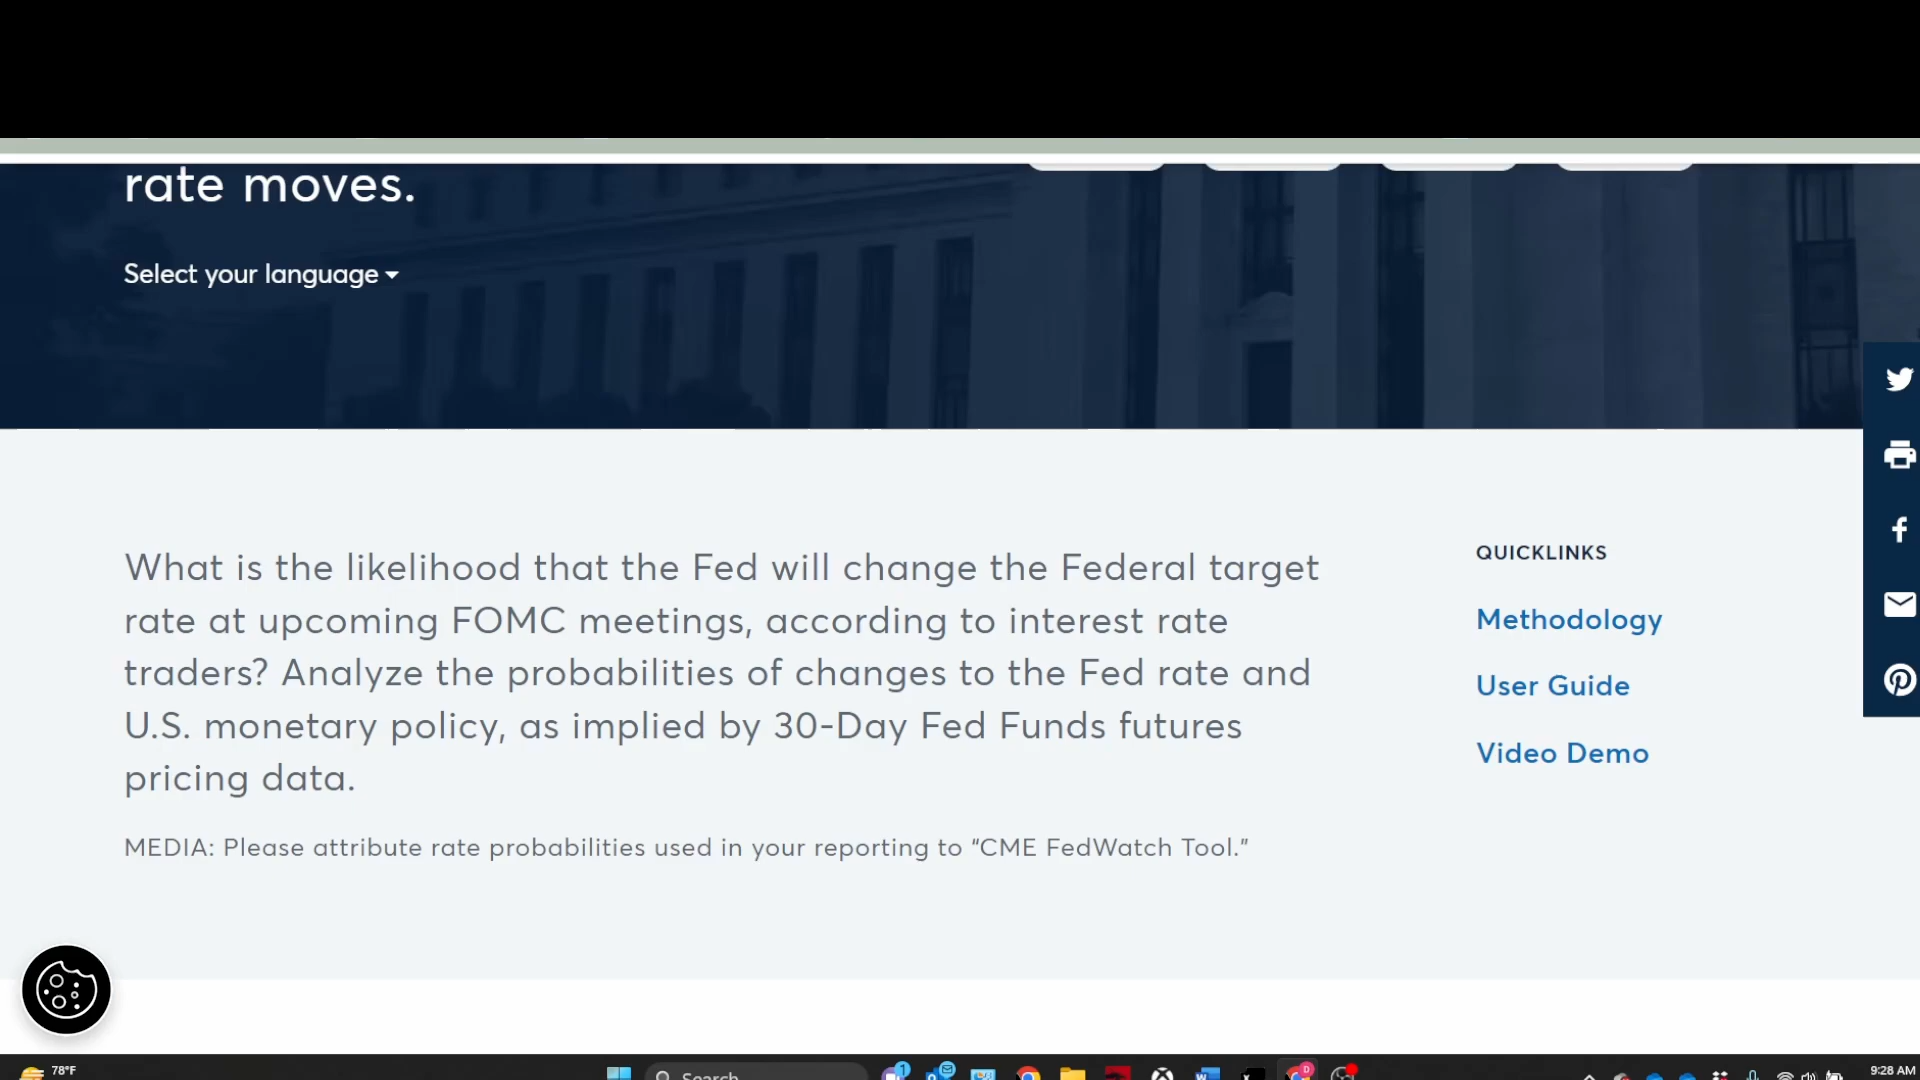 rate moves.
Select your language
What is the likelihood that the Fed will change the Federal target
rate at upcoming FOMC meetings, according to interest rate
traders? Analyze the probabilities of changes to the Fed rate and
U.S. monetary policy, as implied by 30-Day Fed Funds futures
pricing data.
MEDIA: Please attribute rate probabilities used in your reporting to “CME FedWatch Tool.”
QUICKLINKS
Methodology
User Guide
Video Demo
78°F
Search
1
9:28 AM